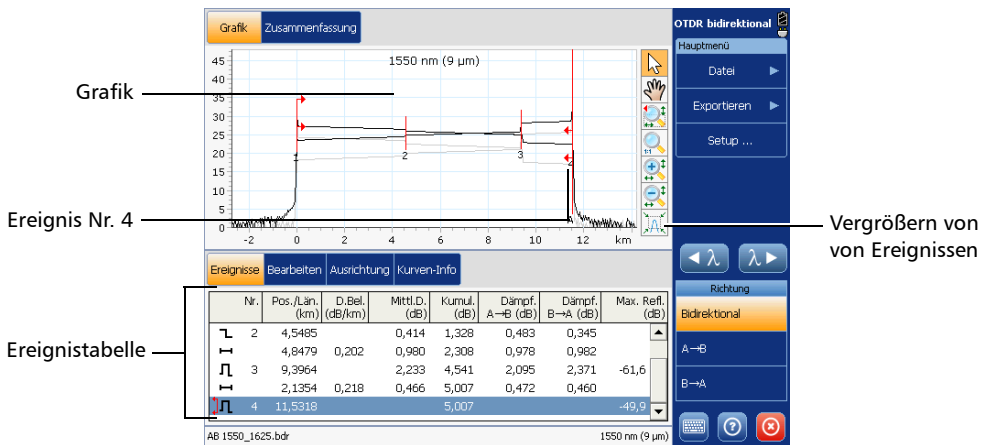 Grafik Zusammenfassung
OTDR bidirektional
Hauptmenü
Datei
Exportieren
Setup ...
1550 nm (9 µm)
45
40
35
30
25
20
15
10
5
0
-2 0 2 4 6 8 10 12 km
1 2 3
1:1
Grafik
Ereignis Nr. 4
Vergrößern von
von Ereignissen
Ereignistabelle
λ λ
Richtung
Bidirektional
A→B
B→A
Ereignisse Bearbeiten Ausrichtung Kurven-Info
Nr. Pos./Län. D.Bel. Mittl.D. Kumul. Dämpf. Dämpf. Max. Refl.
(km) (dB/km) (dB) (dB) A→B (dB) B→A (dB) (dB)
2 4,5485 0,414 1,328 0,483 0,345
4,8479 0,202 0,980 2,308 0,978 0,982
3 9,3964 2,233 4,541 2,095 2,371 -61,6
2,1354 0,218 0,466 5,007 0,472 0,460
4 11,5318 5,007 -49,9
AB 1550_1625.bdr 1550 nm (9 µm)